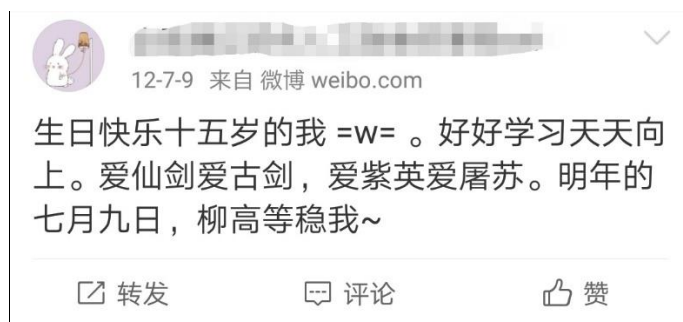 12-7-9 来自 微博 weibo.com
生日快乐十五岁的我 =w= 。好好学习天天向
上。爱仙剑爱古剑，爱紫英爱屠苏。明年的
七月九日，柳高等稳我~
转发 评论 赞